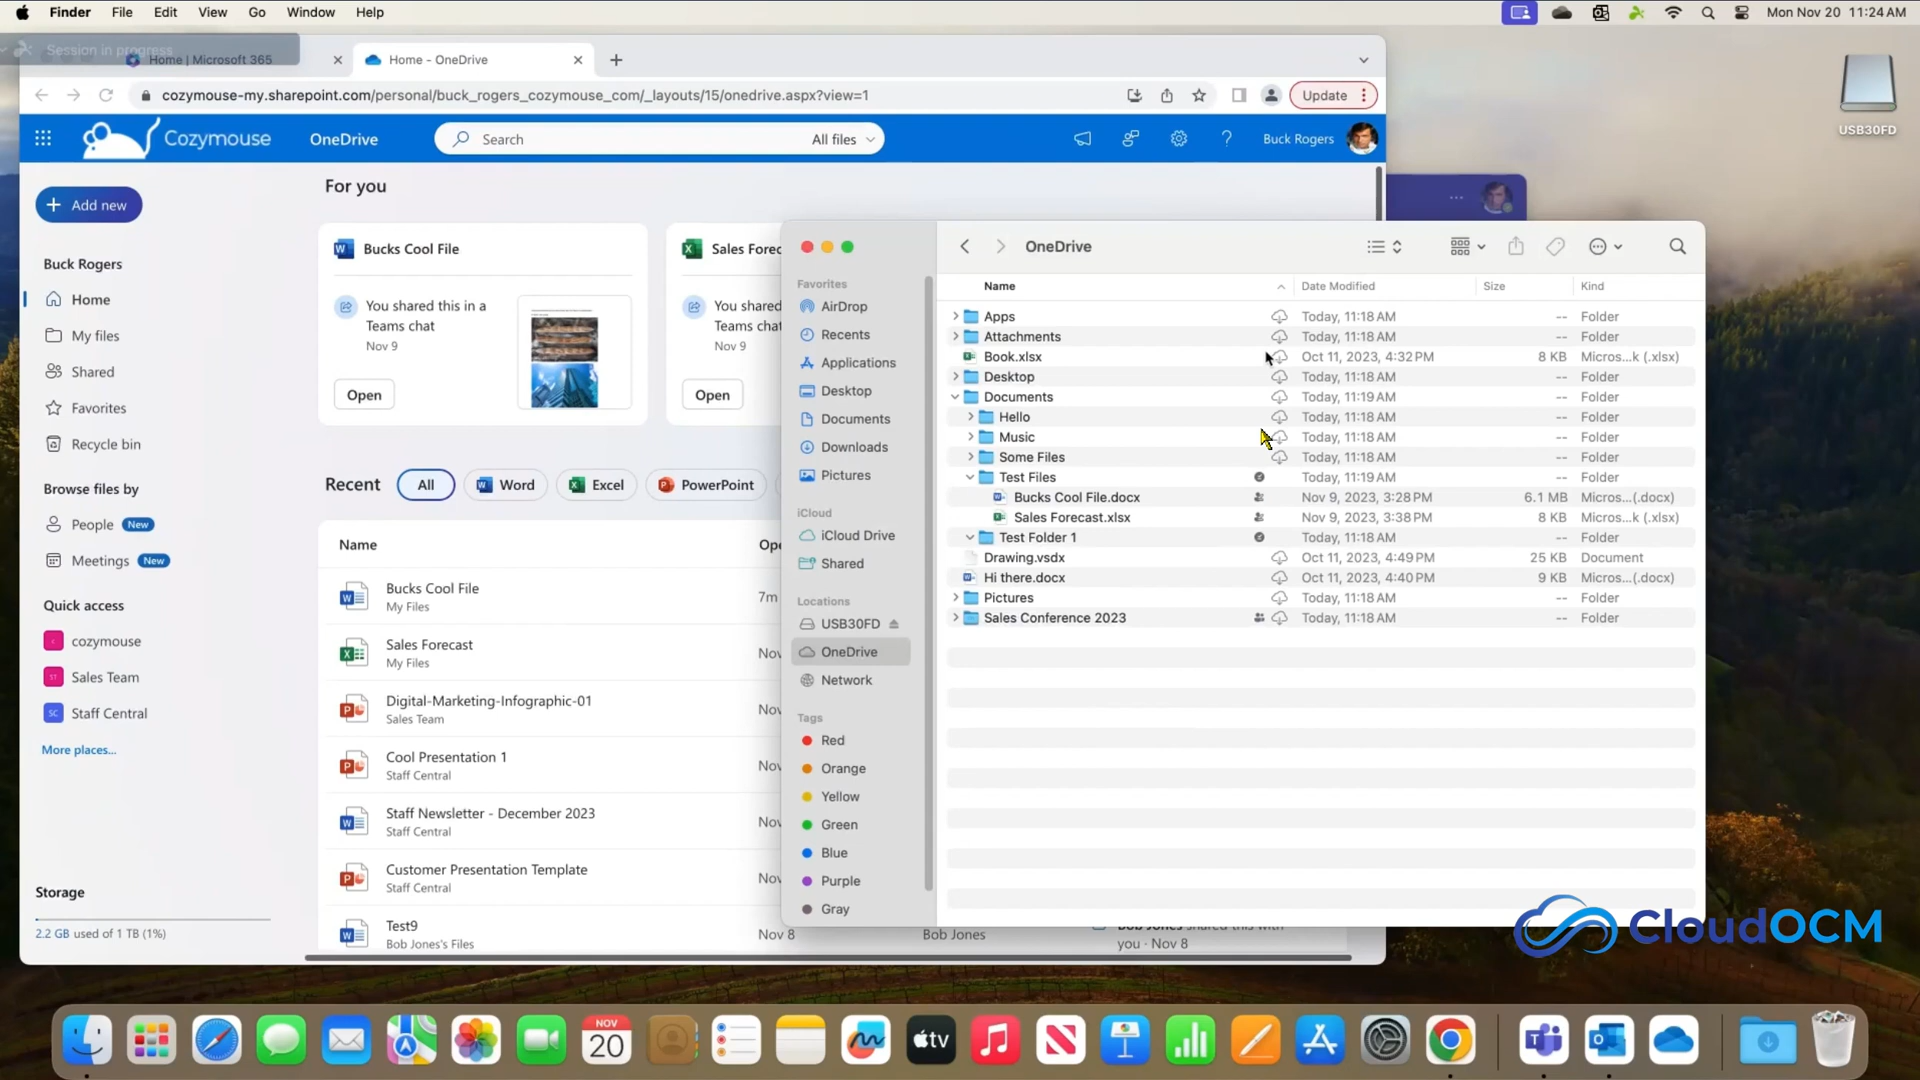 Finder File Edit View Go Window Help
Mon Nov 20 11:24 AM
Session in progress
Home | Microsoft 365
Home - OneDrive
cozymouse-my.sharepoint.com/personal/buck_rogers_cozymouse_com/_layouts/15/onedrive.aspx?view=1
Update
USB30FD
Cozymouse
OneDrive
Search
All files
Buck Rogers
Add new
Buck Rogers
Home
My files
Shared
Favorites
Recycle bin
Browse files by
People New
Meetings New
Quick access
cozymouse
Sales Team
Staff Central
More places...
Storage
2.2 GB used of 1 TB (1%)
For you
Bucks Cool File
You shared this in a
Teams chat
Nov 9
Open
Sales Forec
You shared
Teams chat
Nov 9
Open
Recent
All
Word
Excel
PowerPoint
Name
Ope
Bucks Cool File
My Files
7m
Sales Forecast
My Files
Nov
Digital-Marketing-Infographic-01
Sales Team
Nov
Cool Presentation 1
Staff Central
Nov
Staff Newsletter - December 2023
Staff Central
Nov
Customer Presentation Template
Staff Central
Nov
Test9
Bob Jones's Files
Nov 8
Bob Jones
Bob Jones shared this with
you · Nov 8
Favorites
AirDrop
Recents
Applications
Desktop
Documents
Downloads
Pictures
iCloud
iCloud Drive
Shared
Locations
USB30FD
OneDrive
Network
Tags
Red
Orange
Yellow
Green
Blue
Purple
Gray
OneDrive
Name Date Modified Size Kind
Apps Today, 11:18 AM -- Folder
Attachments Today, 11:18 AM -- Folder
Book.xlsx Oct 11, 2023, 4:32 PM 8 KB Micros...k (.xlsx)
Desktop Today, 11:18 AM -- Folder
Documents Today, 11:19 AM -- Folder
Hello Today, 11:18 AM -- Folder
Music Today, 11:18 AM -- Folder
Some Files Today, 11:18 AM -- Folder
Test Files Today, 11:19 AM -- Folder
Bucks Cool File.docx Nov 9, 2023, 3:28 PM 6.1 MB Micros...(.docx)
Sales Forecast.xlsx Nov 9, 2023, 3:38 PM 8 KB Micros...k (.xlsx)
Test Folder 1 Today, 11:18 AM -- Folder
Drawing.vsdx Oct 11, 2023, 4:49 PM 25 KB Document
Hi there.docx Oct 11, 2023, 4:40 PM 9 KB Micros...(.docx)
Pictures Today, 11:18 AM -- Folder
Sales Conference 2023 Today, 11:18 AM -- Folder
CloudOCM
NOV
20
tv